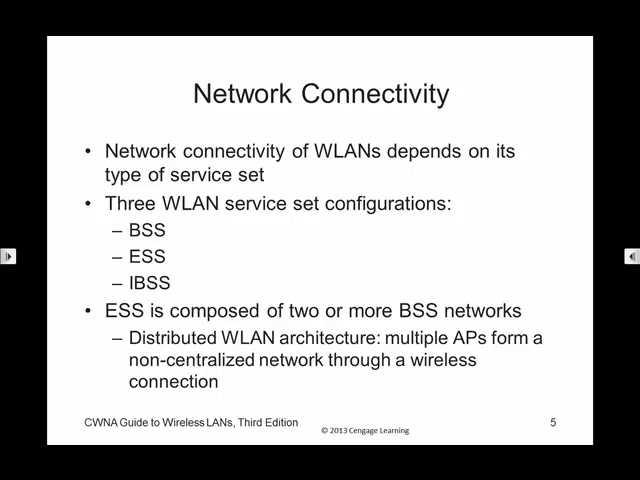 Network Connectivity
• Network connectivity of WLANs depends on its
type of service set
• Three WLAN service set configurations:
– BSS
– ESS
– IBSS
• ESS is composed of two or more BSS networks
– Distributed WLAN architecture: multiple APs form a
non-centralized network through a wireless
connection
CWNA Guide to Wireless LANs, Third Edition
© 2013 Cengage Learning
5